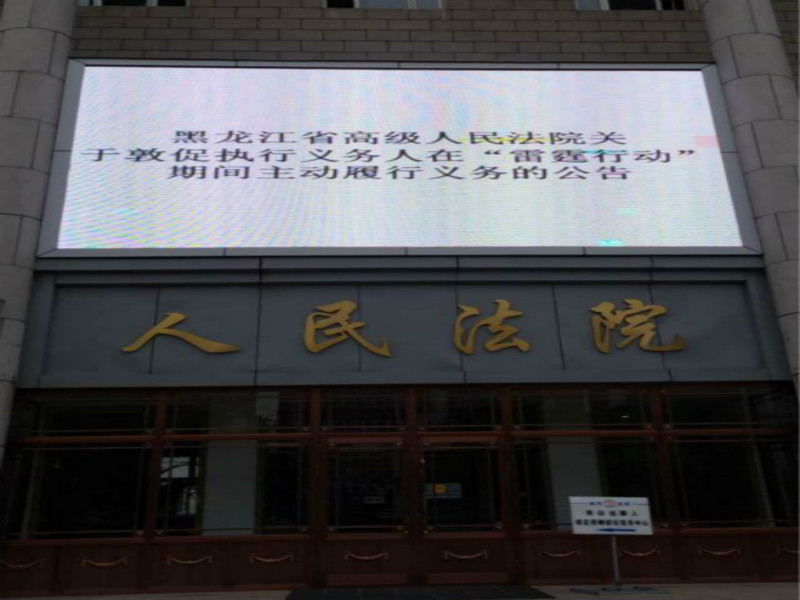 黑龙江省高级人民法院关
于敦促执行义务人在“雷霆行动”
期间主动履行义务的公告
人民法院